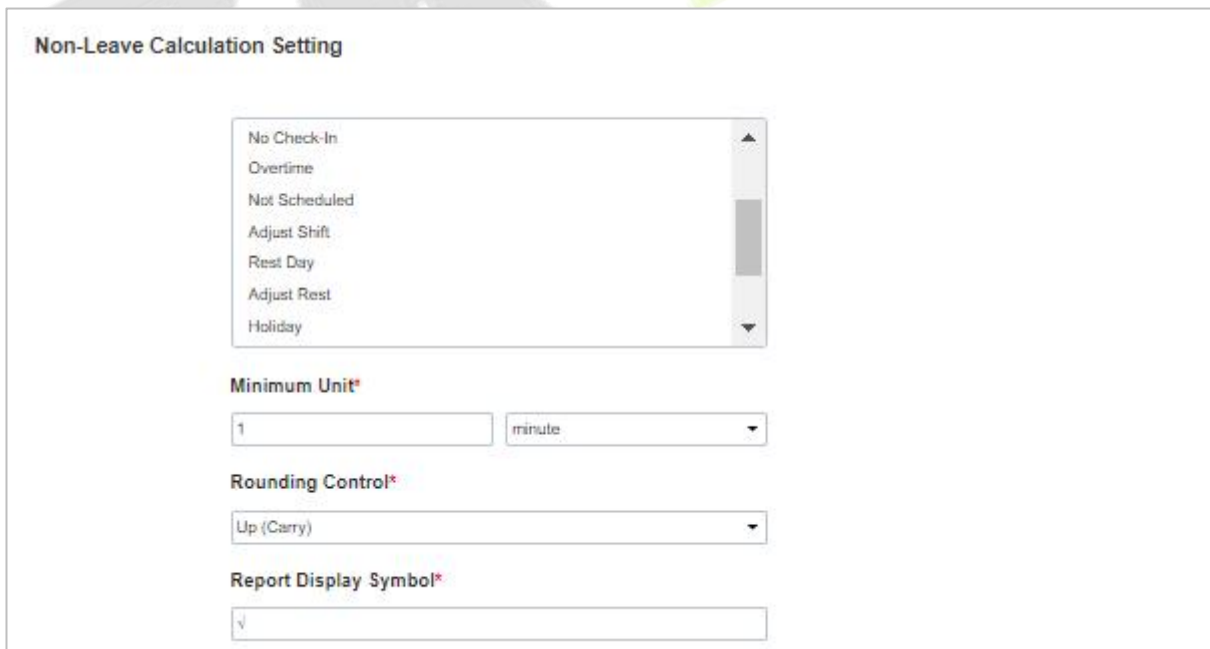 Non-Leave Calculation Setting
No Check-In
Overtime
Not Scheduled
Adjust Shift
Rest Day
Adjust Rest
Holiday
Minimum Unit*
1 minute
Rounding Control*
Up (Carry)
Report Display Symbol*
√